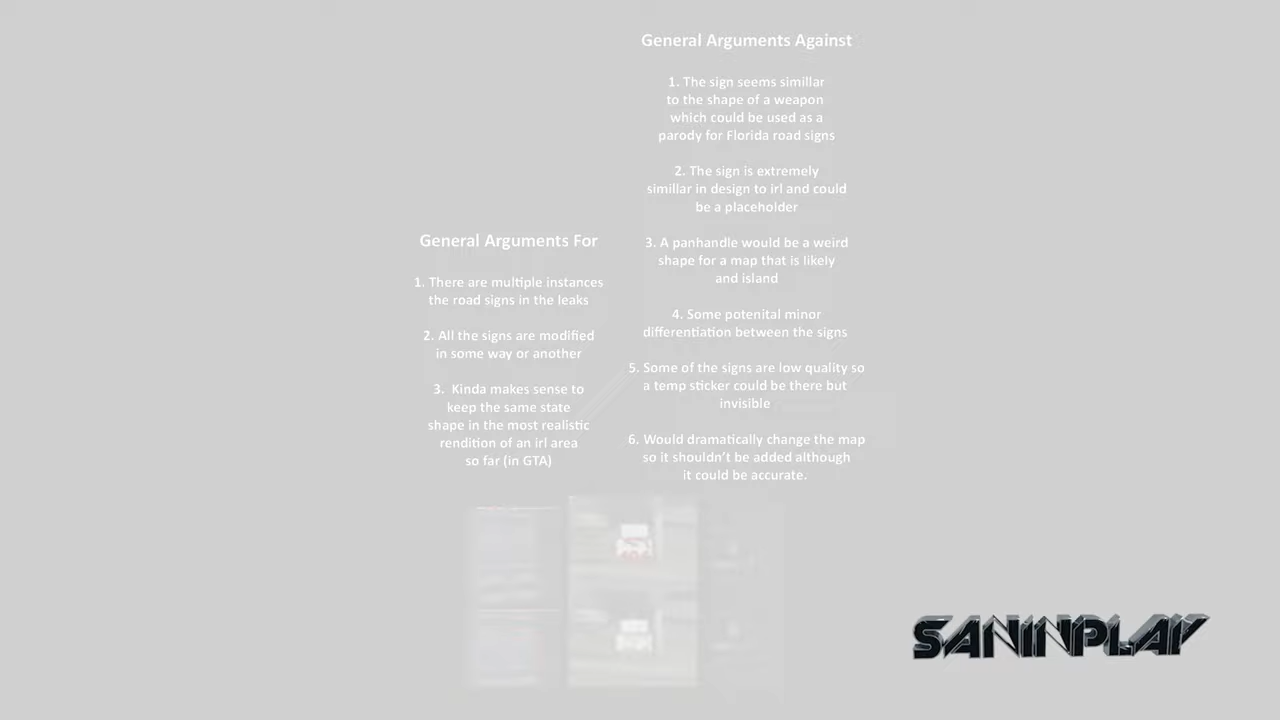 General Arguments For
1. There are multiple instances
the road signs in the leaks
2. All the signs are modified
in some way or another
3. Kinda makes sense to
keep the same state
shape in the most realistic
rendition of an irl area
so far (in GTA)
General Arguments Against
1. The sign seems simillar
to the shape of a weapon
which could be used as a
parody for Florida road signs
2. The sign is extremely
simillar in design to irl and could
be a placeholder
3. A panhandle would be a weird
shape for a map that is likely
and island
4. Some potenital minor
differentiation between the signs
5. Some of the signs are low quality so
a temp sticker could be there but
invisible
6. Would dramatically change the map
so it shouldn't be added although
it could be accurate.
SANINPLAY